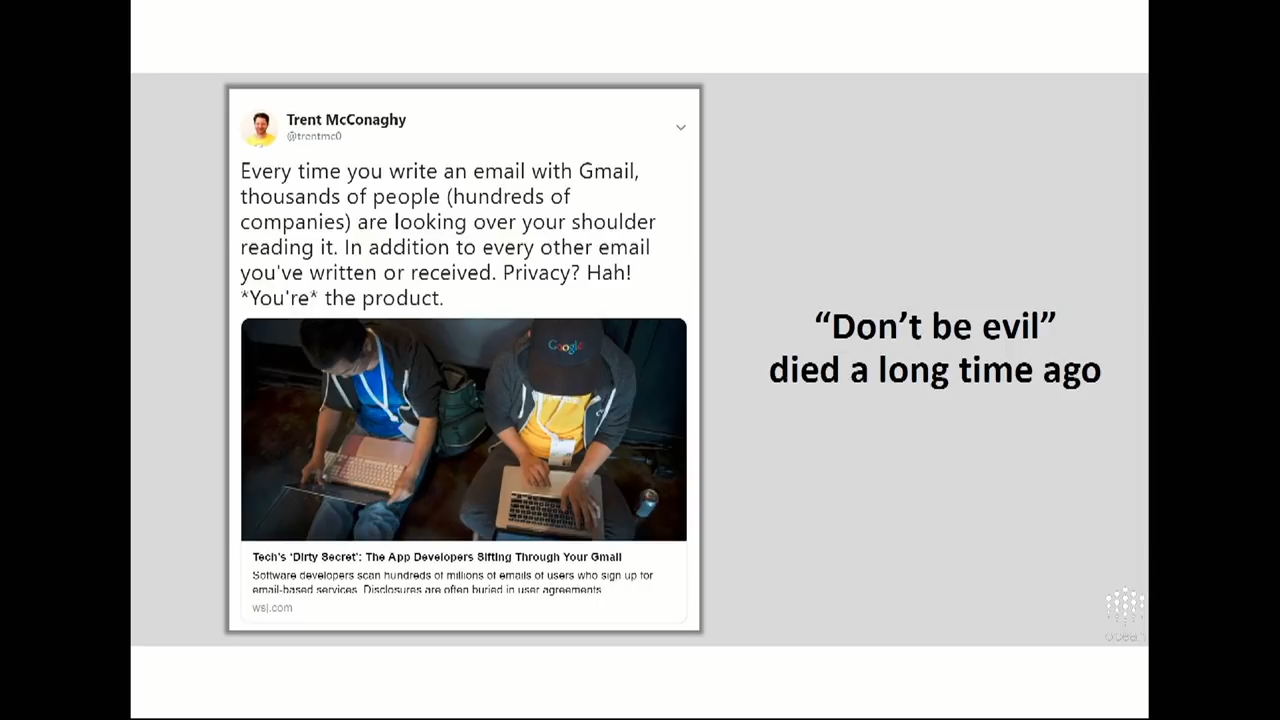 Trent McConaghy
@trentmc0
Every time you write an email with Gmail,
thousands of people (hundreds of
companies) are looking over your shoulder
reading it. In addition to every other email
you've written or received. Privacy? Hah!
*You're* the product.
Google
Tech's 'Dirty Secret': The App Developers Sifting Through Your Gmail
Software developers scan hundreds of millions of emails of users who sign up for
email-based services. Disclosures are often buried in user agreements
wsj.com
“Don’t be evil”
died a long time ago
ocean